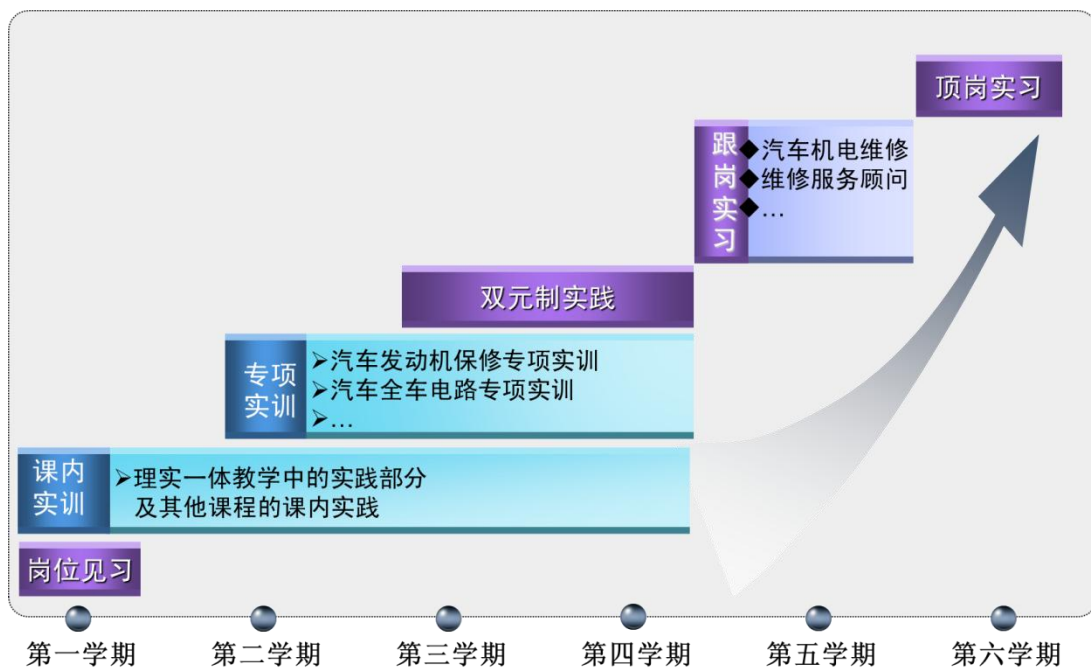 顶岗实习
跟岗实习
◆汽车机电维修
◆维修服务顾问
◆…
双元制实践
专项
实训
➢汽车发动机保修专项实训
➢汽车全车电路专项实训
➢…
课内
实训
➢理实一体教学中的实践部分
及其他课程的课内实践
岗位见习
第一学期
第二学期
第三学期
第四学期
第五学期
第六学期